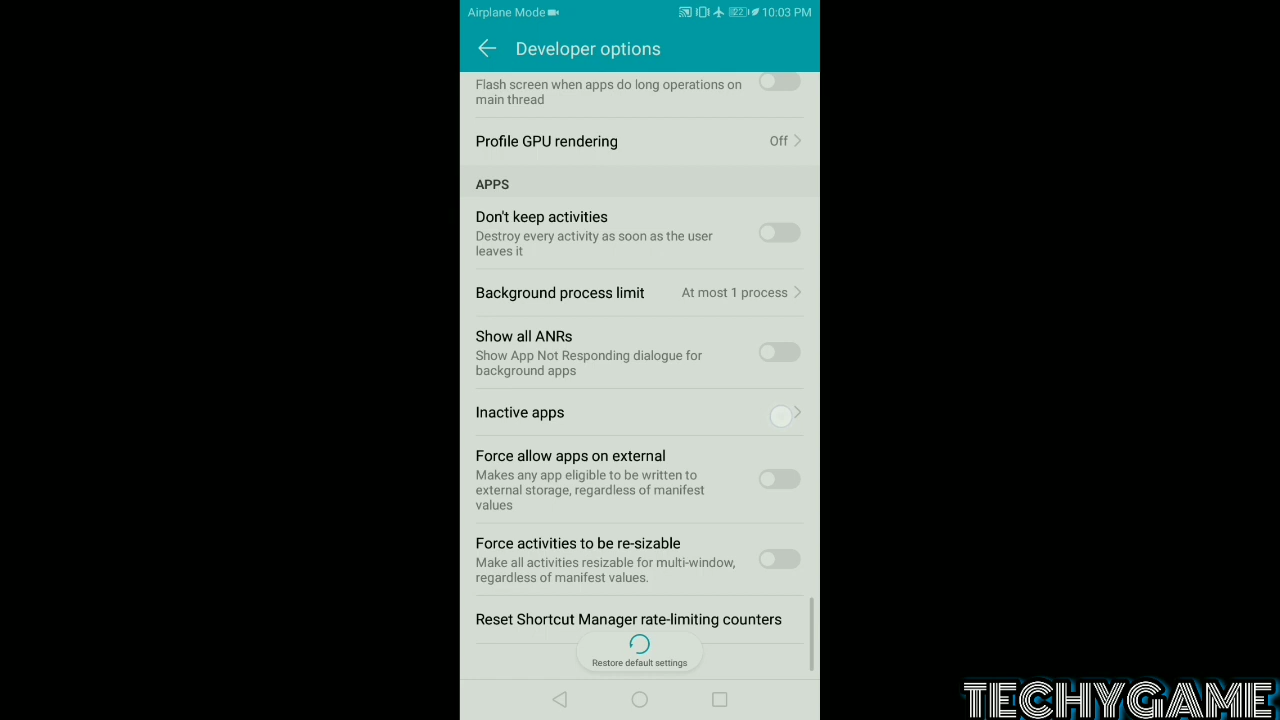 Airplane Mode 22 10:03 PM
Developer options
Flash screen when apps do long operations on
main thread
Profile GPU rendering Off
APPS
Don't keep activities
Destroy every activity as soon as the user
leaves it
Background process limit At most 1 process
Show all ANRs
Show App Not Responding dialogue for
background apps
Inactive apps
Force allow apps on external
Makes any app eligible to be written to
external storage, regardless of manifest
values
Force activities to be re-sizable
Make all activities resizable for multi-window,
regardless of manifest values.
Reset Shortcut Manager rate-limiting counters
Restore default settings
TECHYGAME